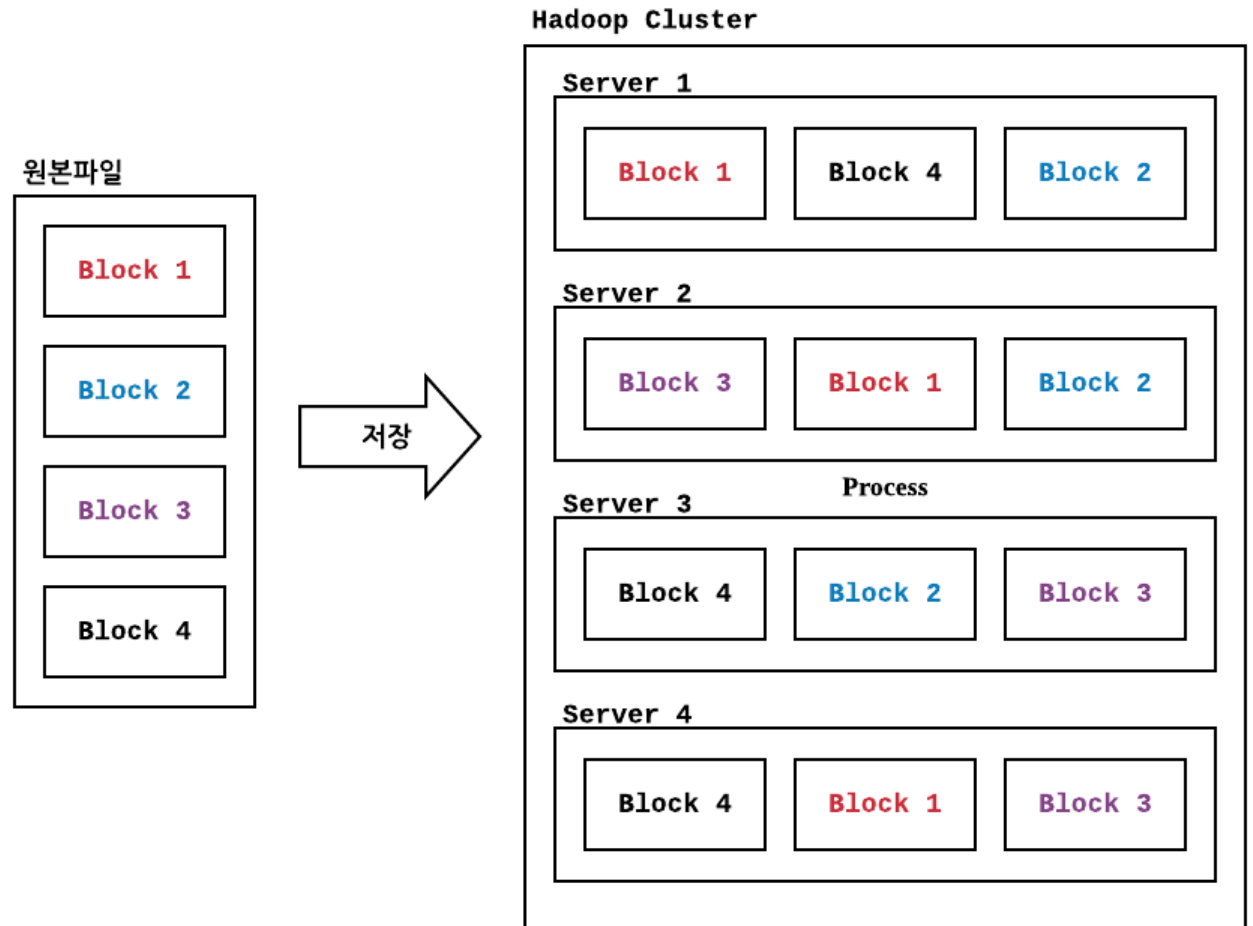 Hadoop Cluster
Server 1
Block 1 Block 4 Block 2
원본파일
Block 1
Block 2
Block 3
Block 4
저장
Server 2
Block 3 Block 1 Block 2
Process
Server 3
Block 4 Block 2 Block 3
Server 4
Block 4 Block 1 Block 3